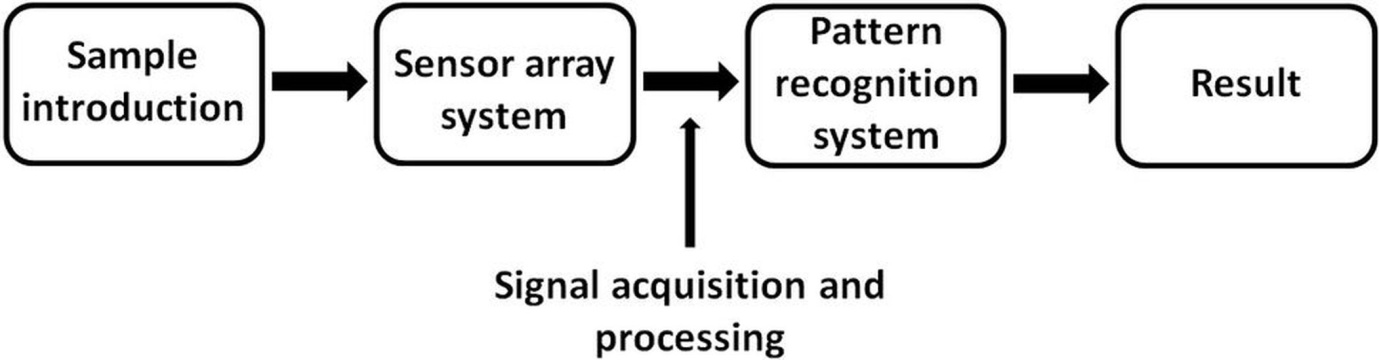 Sample
introduction
Sensor array
system
Pattern
recognition
system
Result
Signal acquisition and
processing